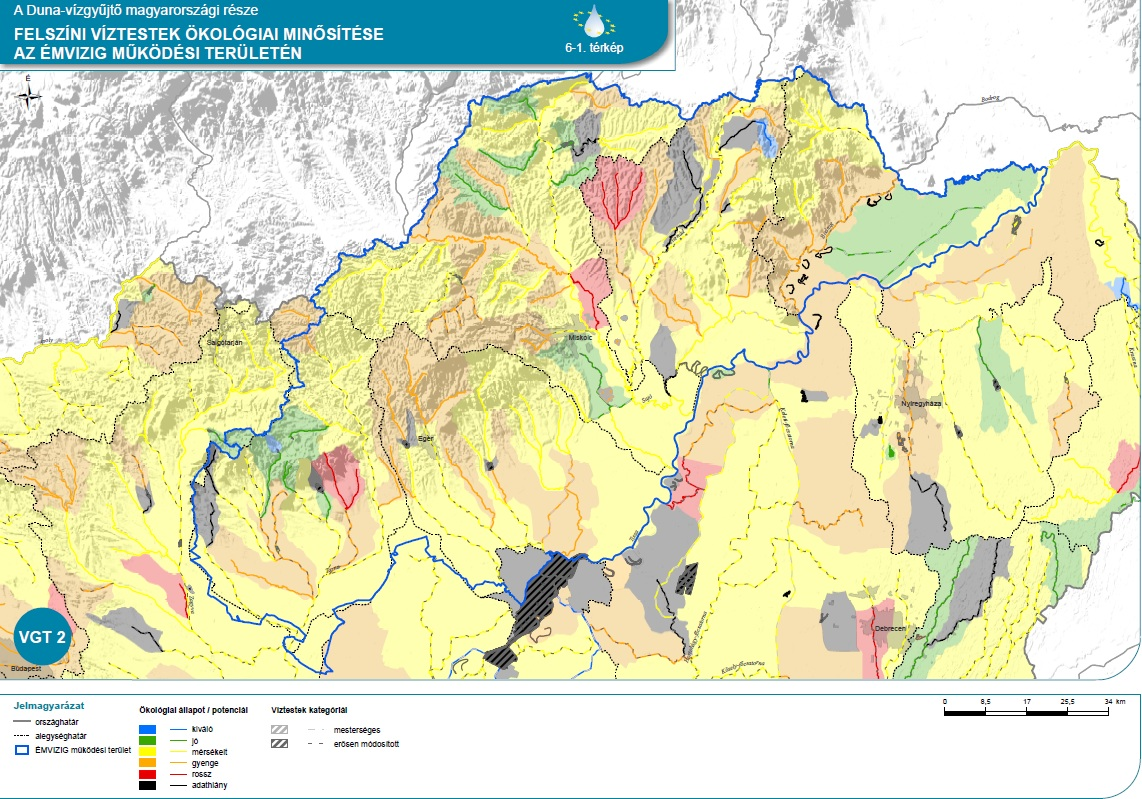 A Duna-vízgyűjtő magyarországi része
FELSZÍNI VÍZTESTEK ÖKOLÓGIAI MINŐSÍTÉSE
AZ ÉMVIZIG MŰKÖDÉSI TERÜLETÉN
6-1. térkép
É
Bodrog
Salgótarján
Miskolc
Sajó
Nyíregyháza
Eger
Debrecen
VGT 2
Budapest
Jelmagyarázat
országhatár
alegységhatár
ÉMVIZIG működési terület
Ökológiai állapot / potenciál
kiváló
jó
mérsékelt
gyenge
rossz
adathiány
Víztestek kategóriái
mesterséges
erősen módosított
0 8,5 17 25,5 34 km